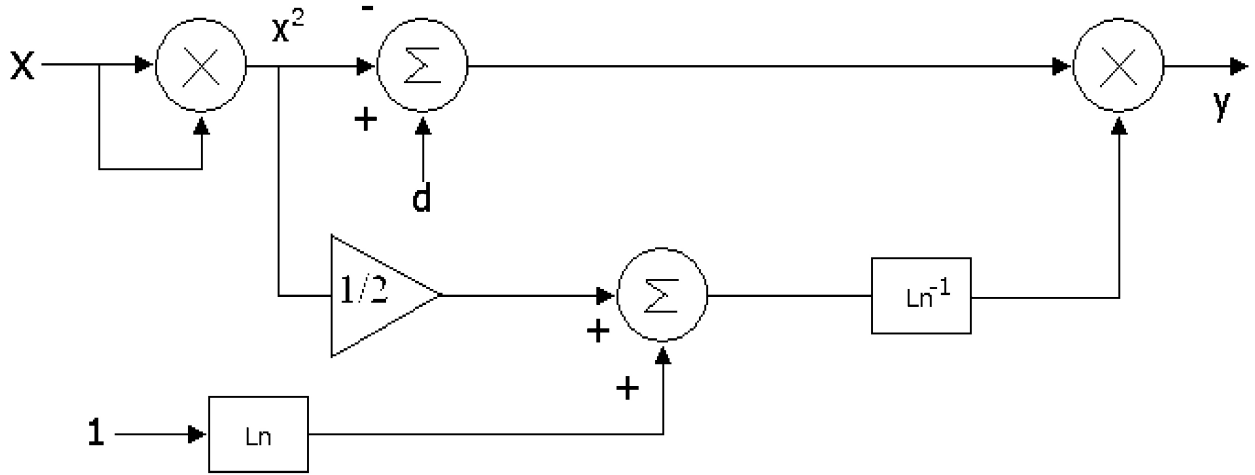 x²
-
X
×
Σ
×
+
y
d
1/2
Σ
Ln⁻¹
+
+
1
Ln